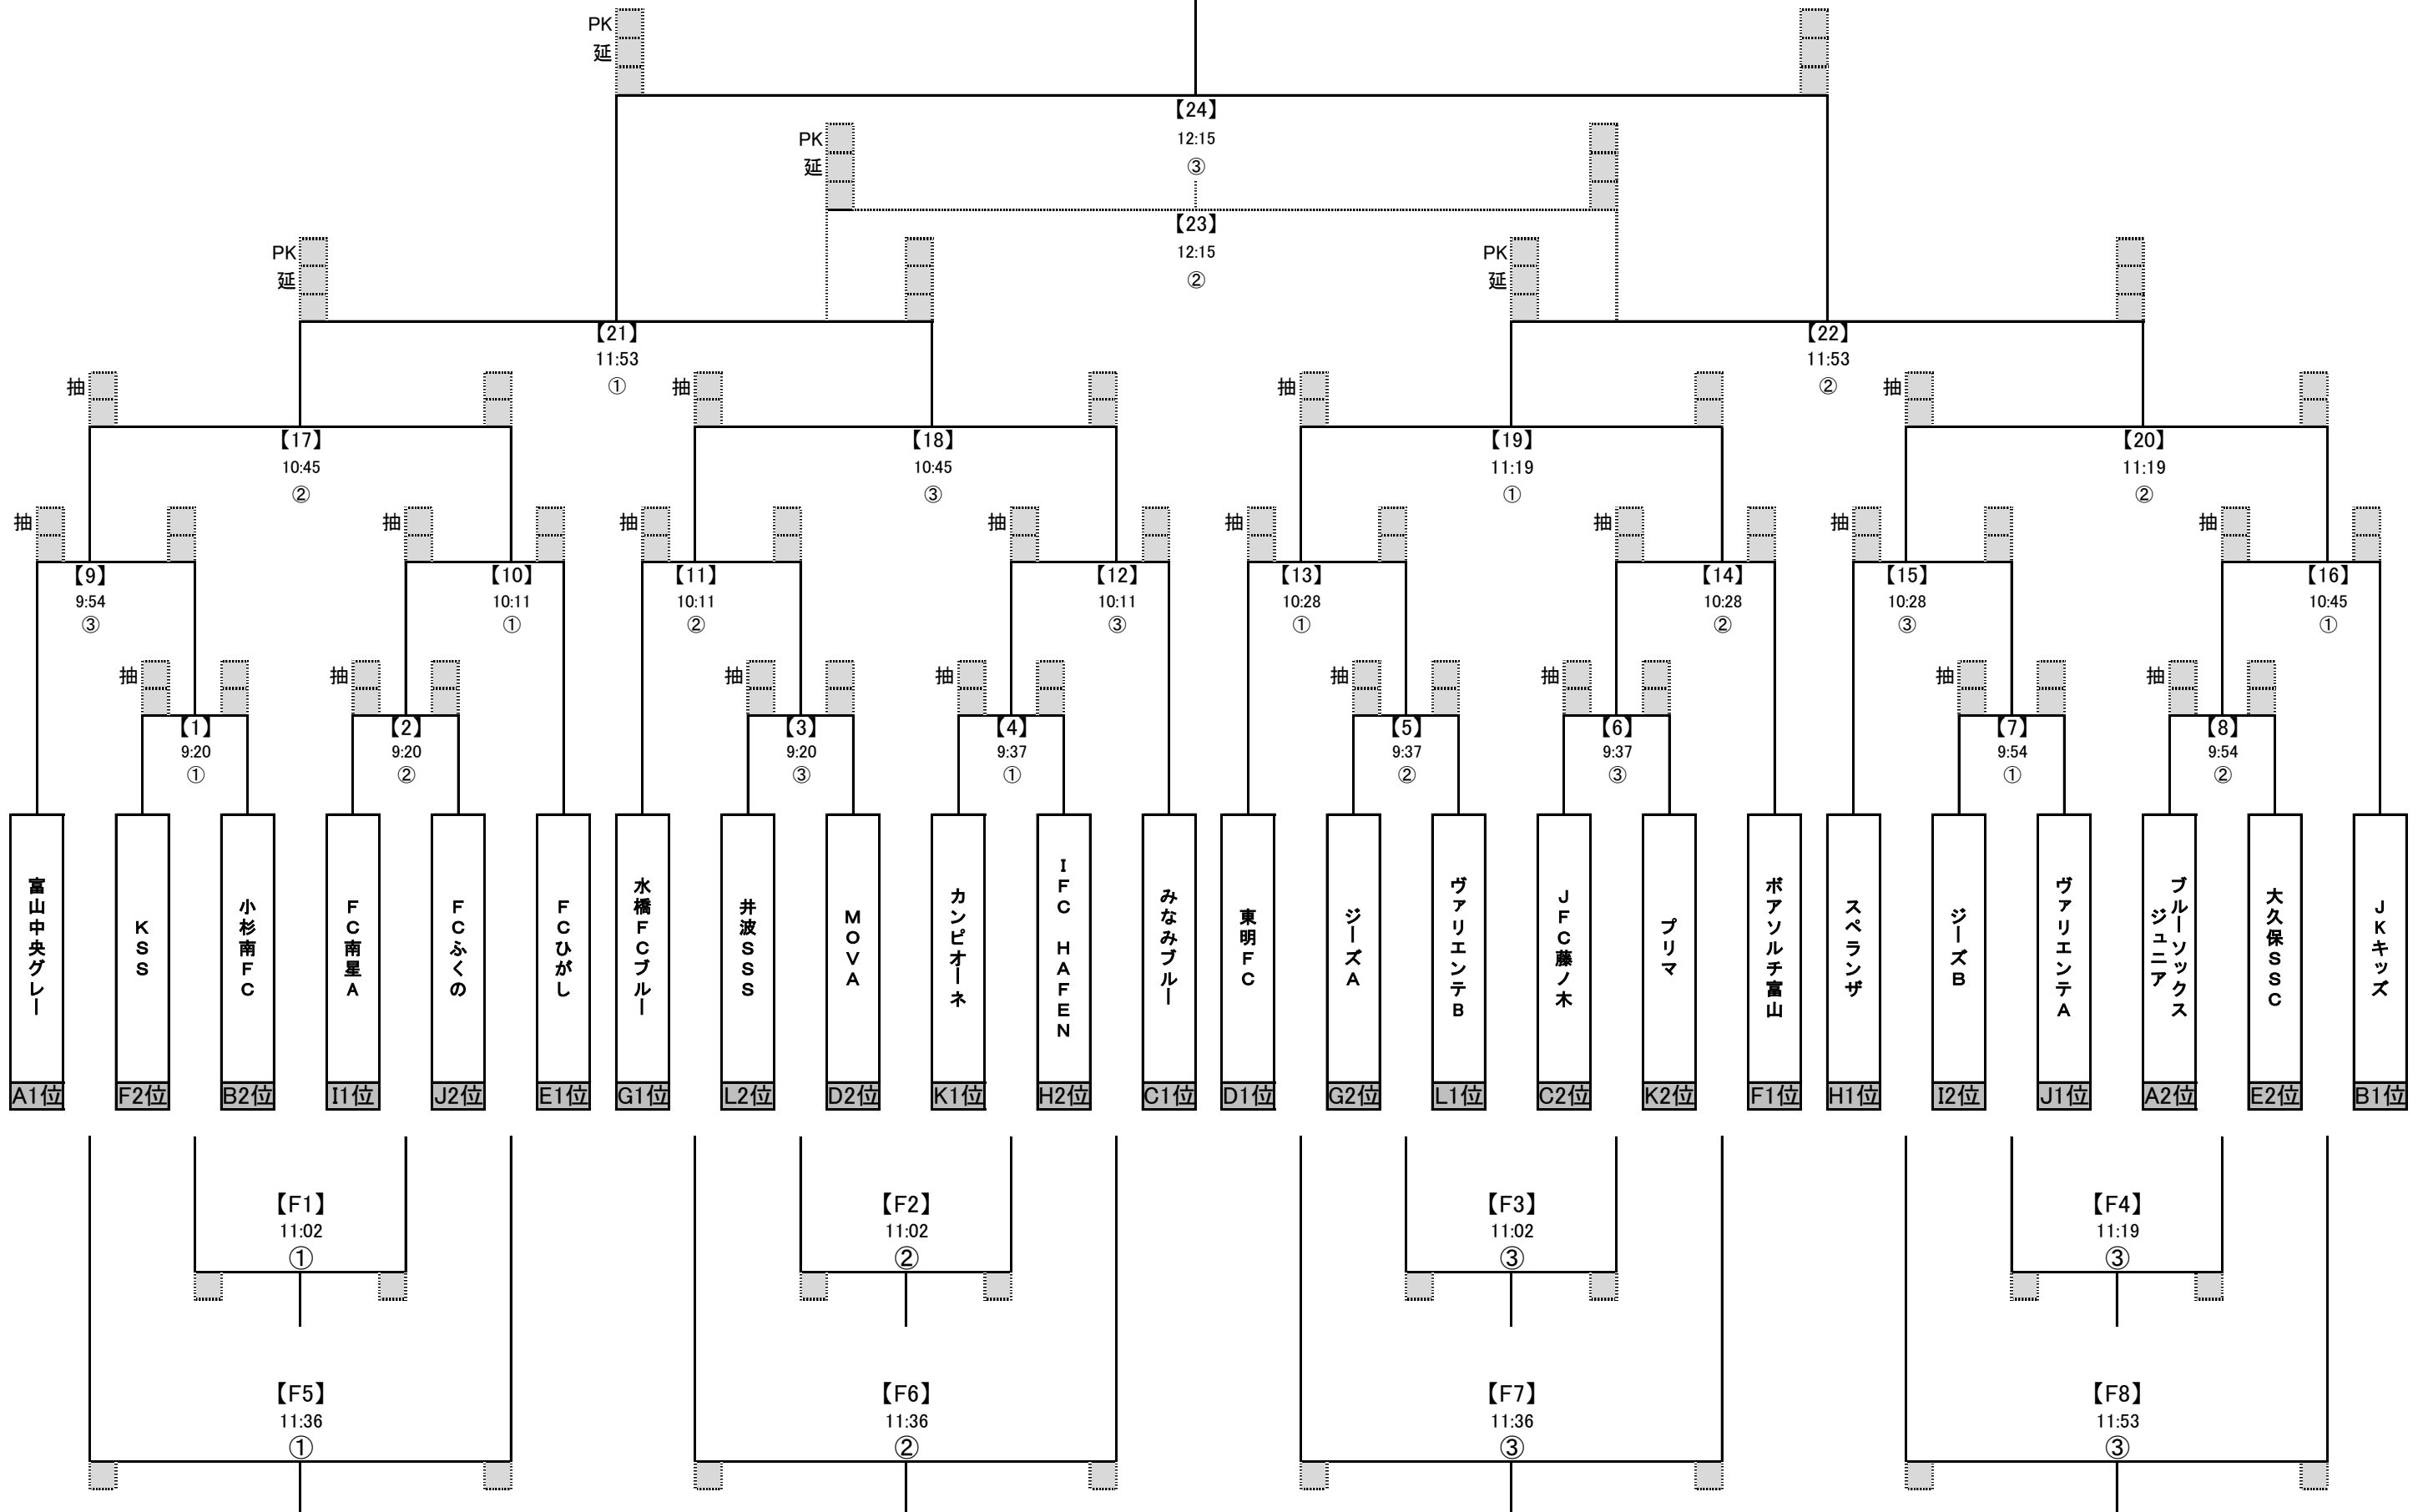 PK
延
【24】
12:15
③
PK
延
【23】
12:15
②
PK
延
PK
延
【21】
11:53
①
【22】
11:53
②
抽
抽
抽
抽
【17】
10:45
②
【18】
10:45
③
【19】
11:19
①
【20】
11:19
②
抽
抽
抽
抽
抽
抽
抽
抽
【9】
9:54
③
【10】
10:11
①
【11】
10:11
②
【12】
10:11
③
【13】
10:28
①
【14】
10:28
②
【15】
10:28
③
【16】
10:45
①
抽
抽
抽
抽
抽
抽
抽
抽
【1】
9:20
①
【2】
9:20
②
【3】
9:20
③
【4】
9:37
①
【5】
9:37
②
【6】
9:37
③
【7】
9:54
①
【8】
9:54
②
富山中央グレー
KSS
小杉南FC
FC南星A
FCふくの
FCひがし
水橋FCブルー
井波SSS
MOVA
カンピオーネ
IFC HAFEN
みなみブルー
東明FC
ジーズA
ヴァリエンテB
JFC藤ノ木
プリマ
ボアソルチ富山
スペランザ
ジーズB
ヴァリエンテA
ブルーソックス
ジュニア
大久保SSC
JKキッズ
A1位
F2位
B2位
I1位
J2位
E1位
G1位
L2位
D2位
K1位
H2位
C1位
D1位
G2位
L1位
C2位
K2位
F1位
H1位
I2位
J1位
A2位
E2位
B1位
【F1】
11:02
①
【F2】
11:02
②
【F3】
11:02
③
【F4】
11:19
③
【F5】
11:36
①
【F6】
11:36
②
【F7】
11:36
③
【F8】
11:53
③